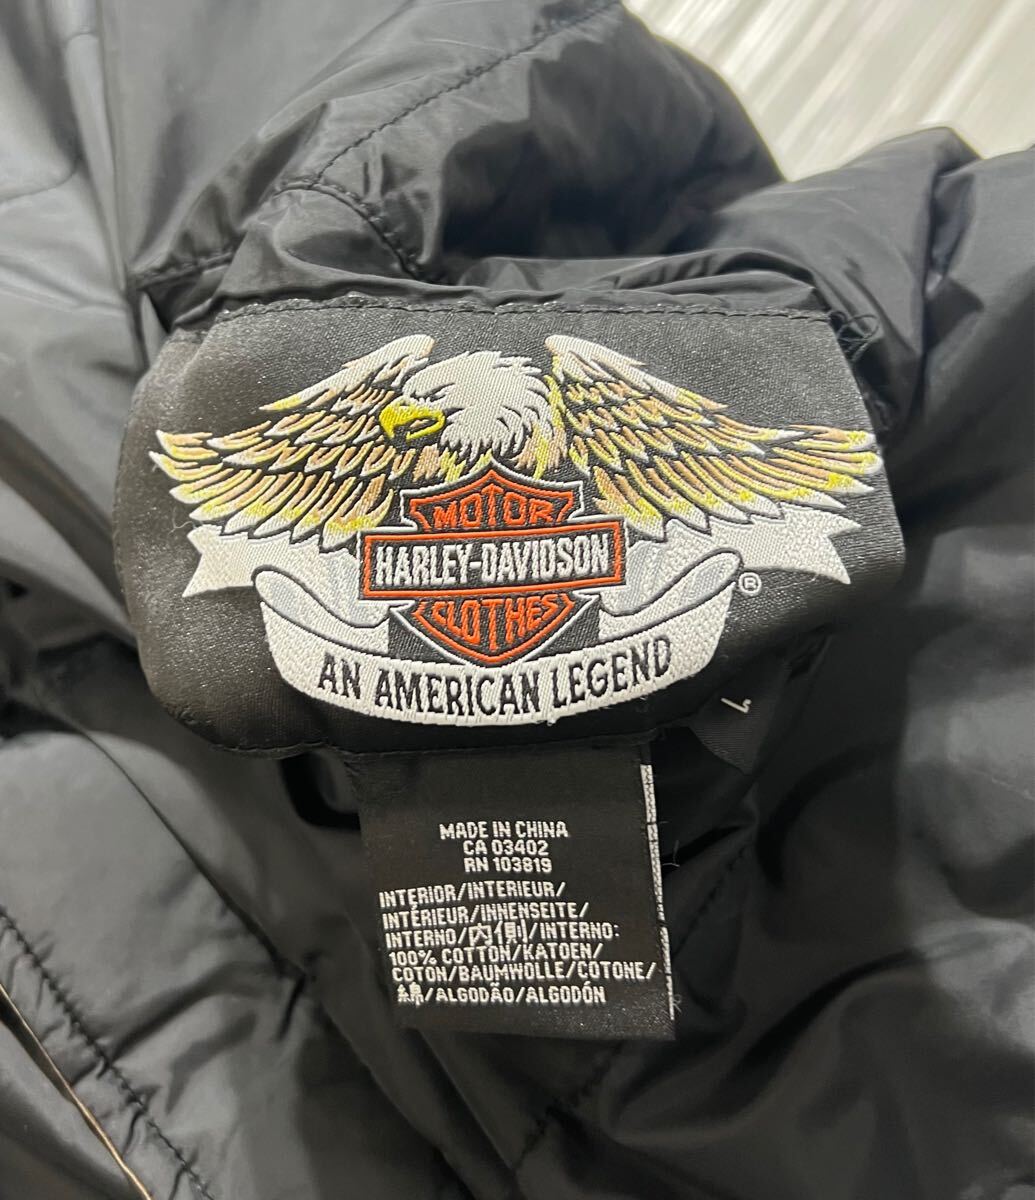 MOTOR
HARLEY-DAVIDSON
CLOTHES
®
AN AMERICAN LEGEND
L
MADE IN CHINA
CA 03402
RN 103819
INTERIOR/INTERIEUR/
INTÉRIEUR/INNENSEITE/
INTERNO/内側/INTERNO:
100% COTTON/KATOEN/
COTON/BAUMWOLLE/COTONE/
綿/ALGODÃO/ALGODÓN